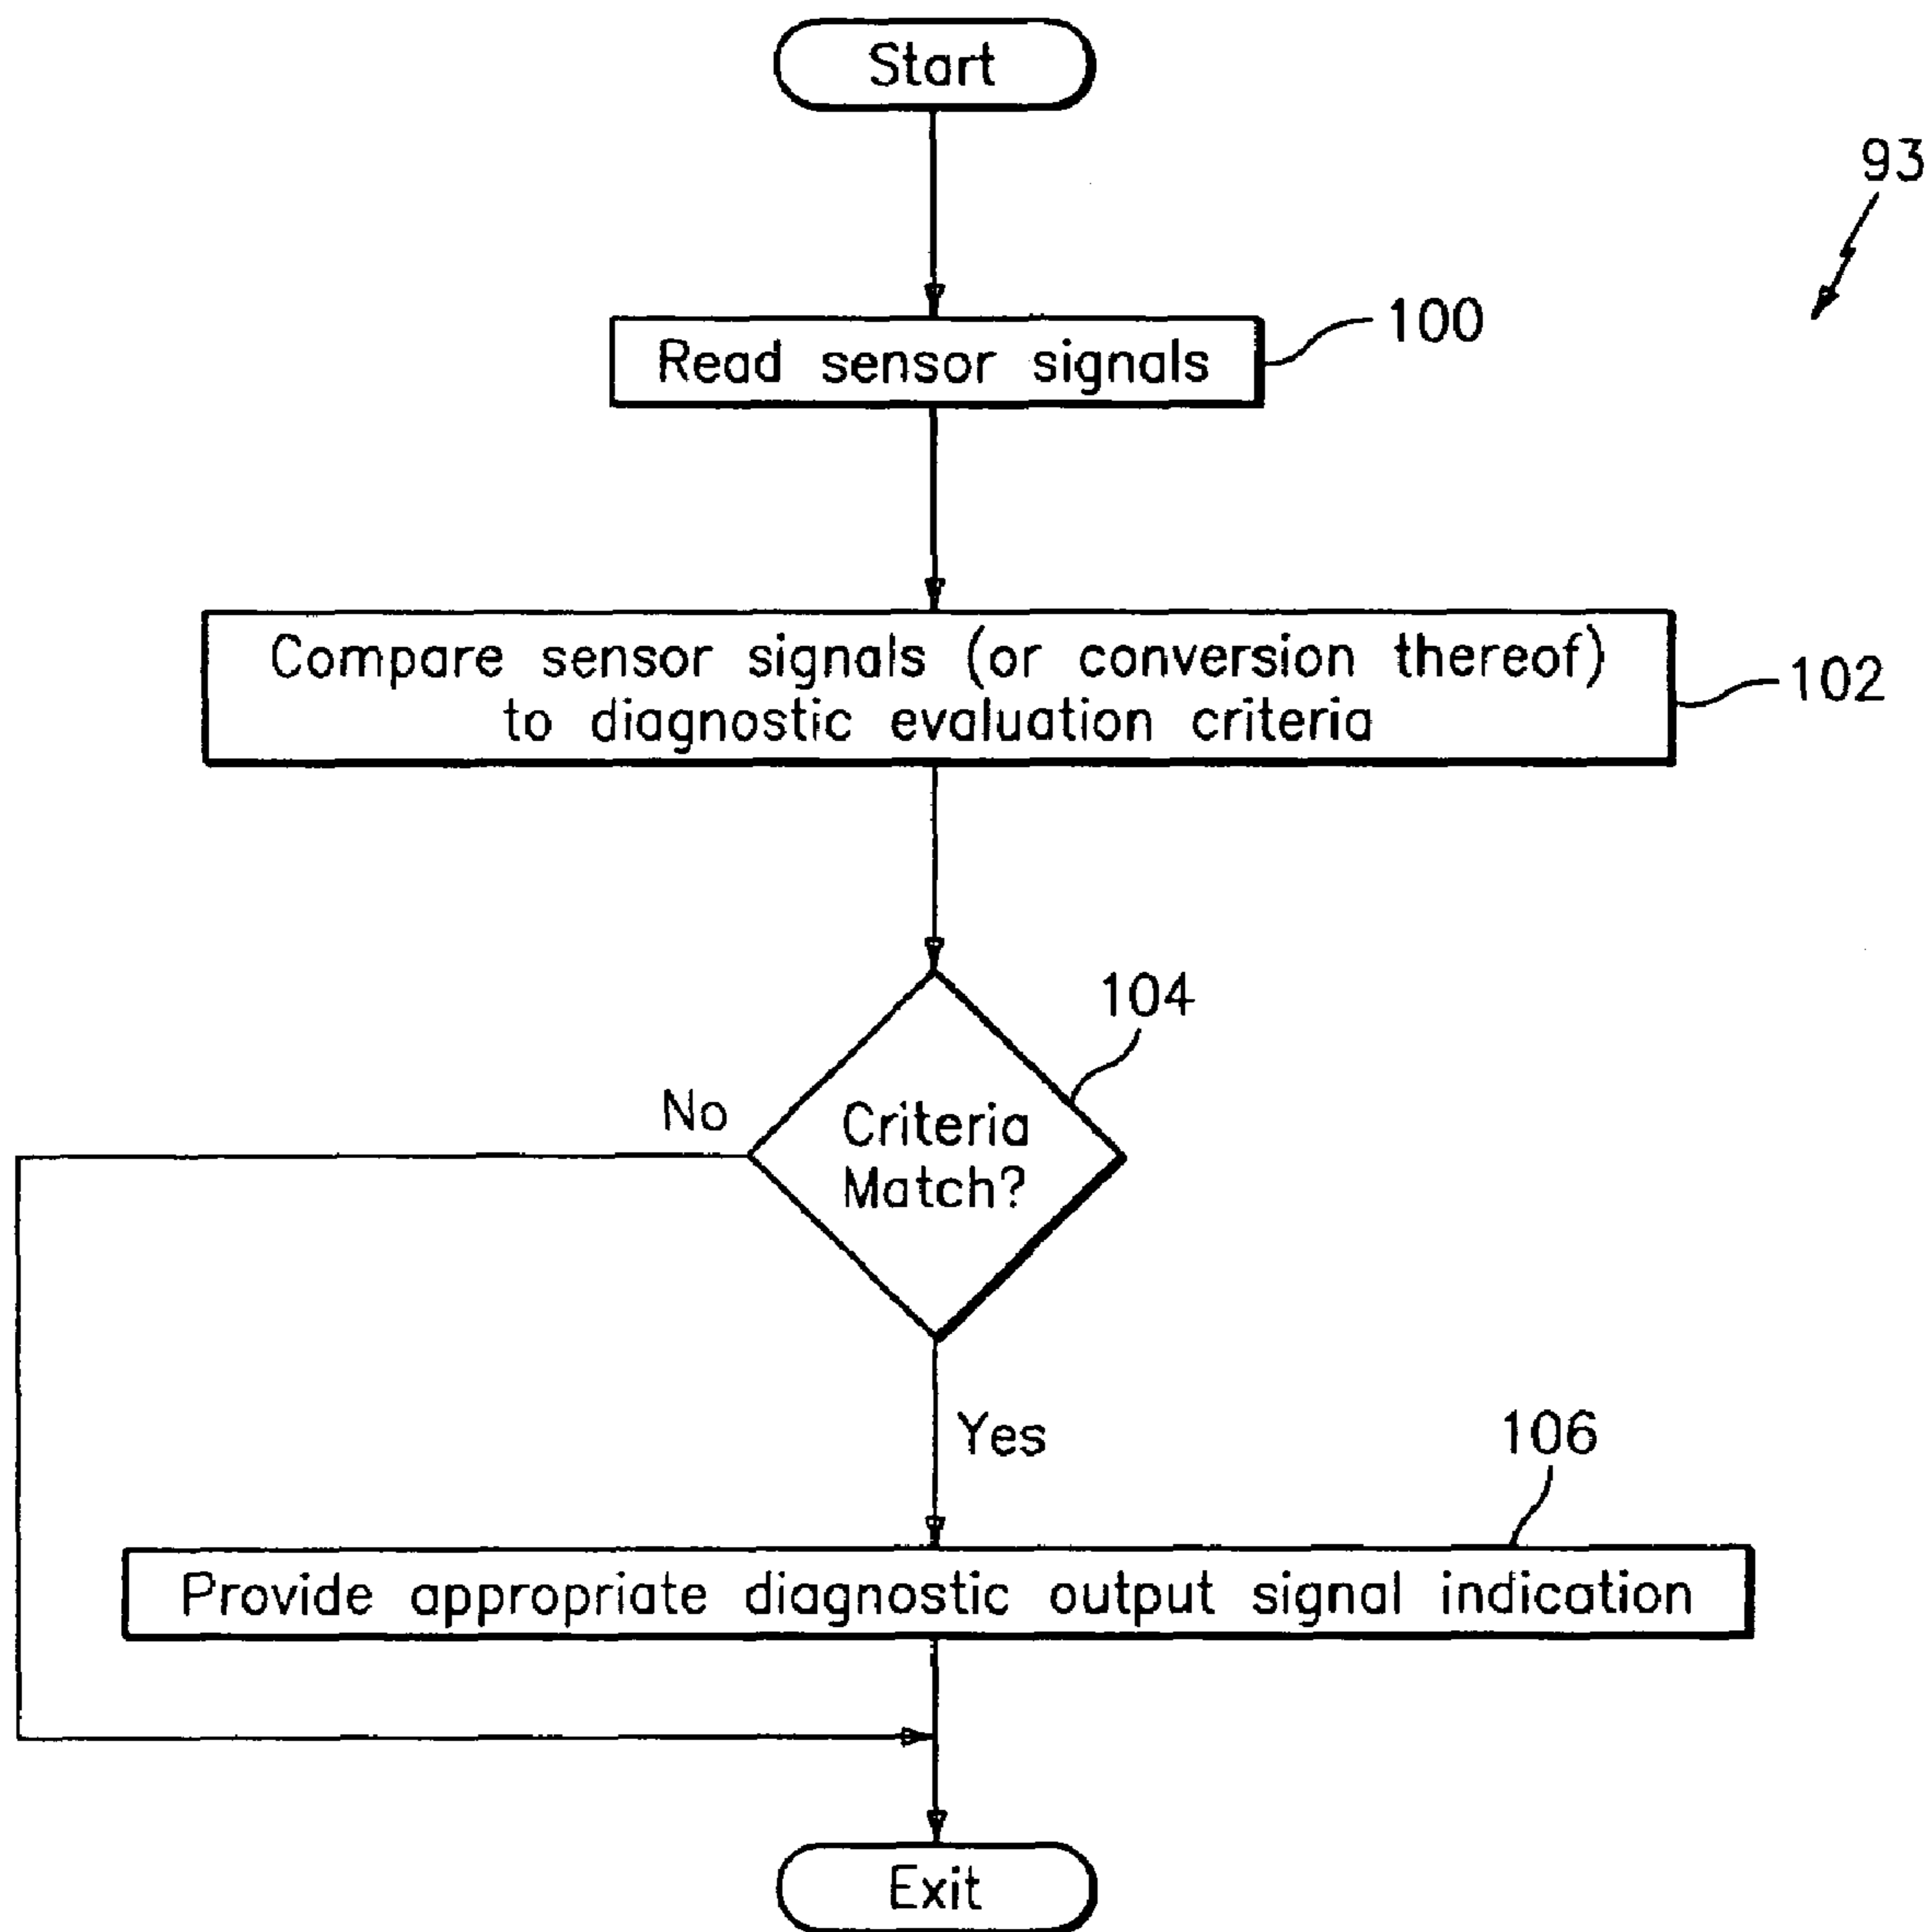 Start
93
Read sensor signals
100
Compare sensor signals (or conversion thereof)
to diagnostic evaluation criteria
102
104
No
Criteria
Match?
Yes
106
Provide appropriate diagnostic output signal indication
Exit